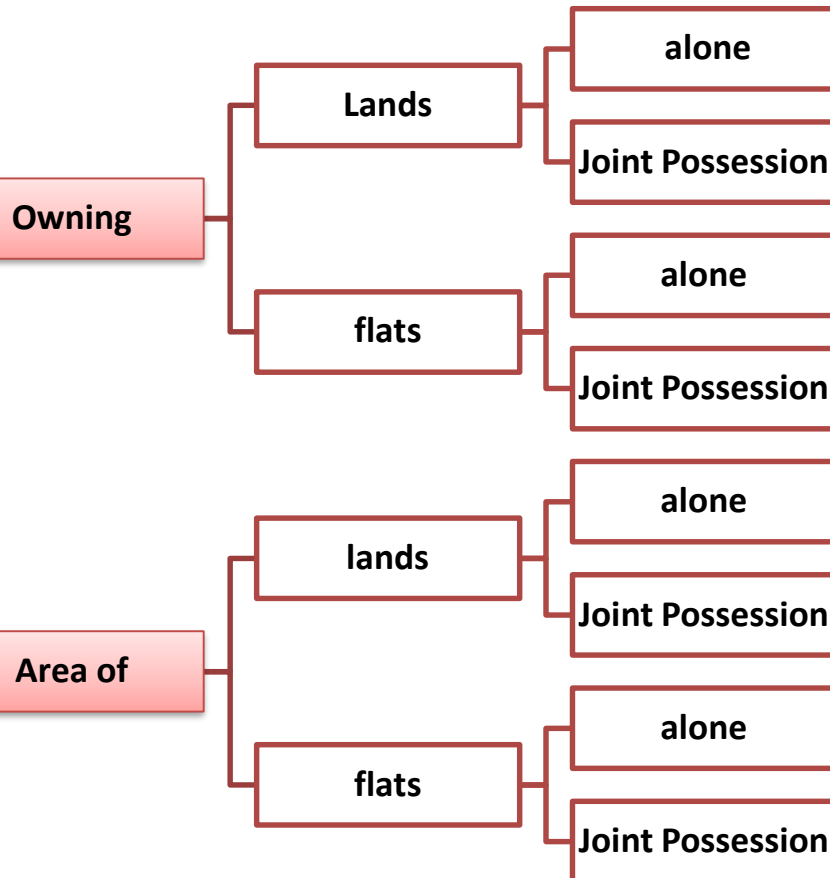 Owning
Lands
alone
Joint Possession
flats
alone
Joint Possession
Area of
lands
alone
Joint Possession
flats
alone
Joint Possession